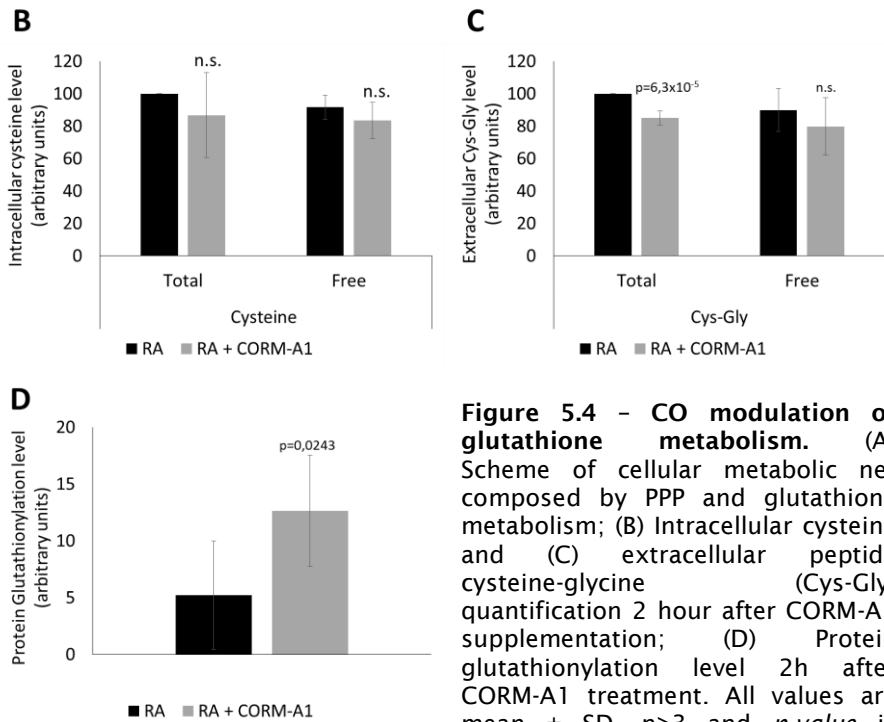 B
Intracellular cysteine level
(arbitrary units)
120
100
80
60
40
20
0
n.s.
n.s.
Total
Free
Cysteine
RA
RA + CORM-A1
C
Extracellular Cys-Gly level
(arbitrary units)
120
100
80
60
40
20
0
p=6,3x10⁻⁵
n.s.
Total
Free
Cys-Gly
RA
RA + CORM-A1
D
Protein Glutathionylation level
(arbitrary units)
20
15
10
5
0
p=0,0243
RA
RA + CORM-A1
Figure 5.4 – CO modulation o
glutathione metabolism. (A
Scheme of cellular metabolic ne
composed by PPP and glutathion
metabolism; (B) Intracellular cystein
and (C) extracellular peptid
cysteine-glycine (Cys-Gly
quantification 2 hour after CORM-A
supplementation; (D) Protei
glutathionylation level 2h afte
CORM-A1 treatment. All values ar